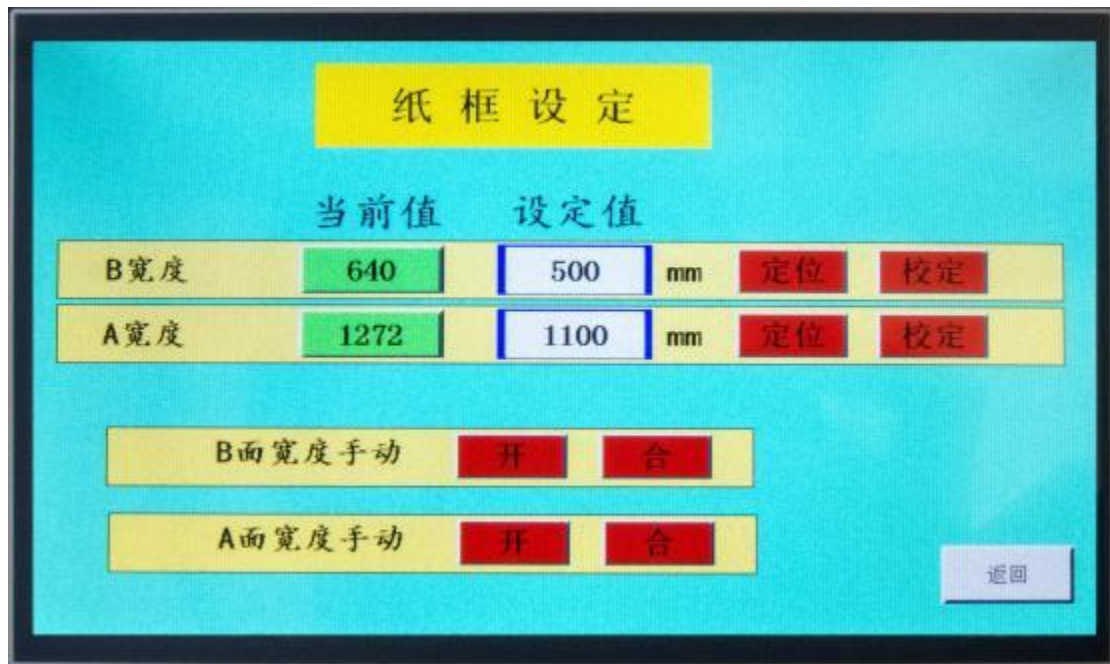 纸框设定
当前值 设定值
B宽度 640 500 mm 定位 校定
A宽度 1272 1100 mm 定位 校定
B面宽度手动 开 合
A面宽度手动 开 合
返回